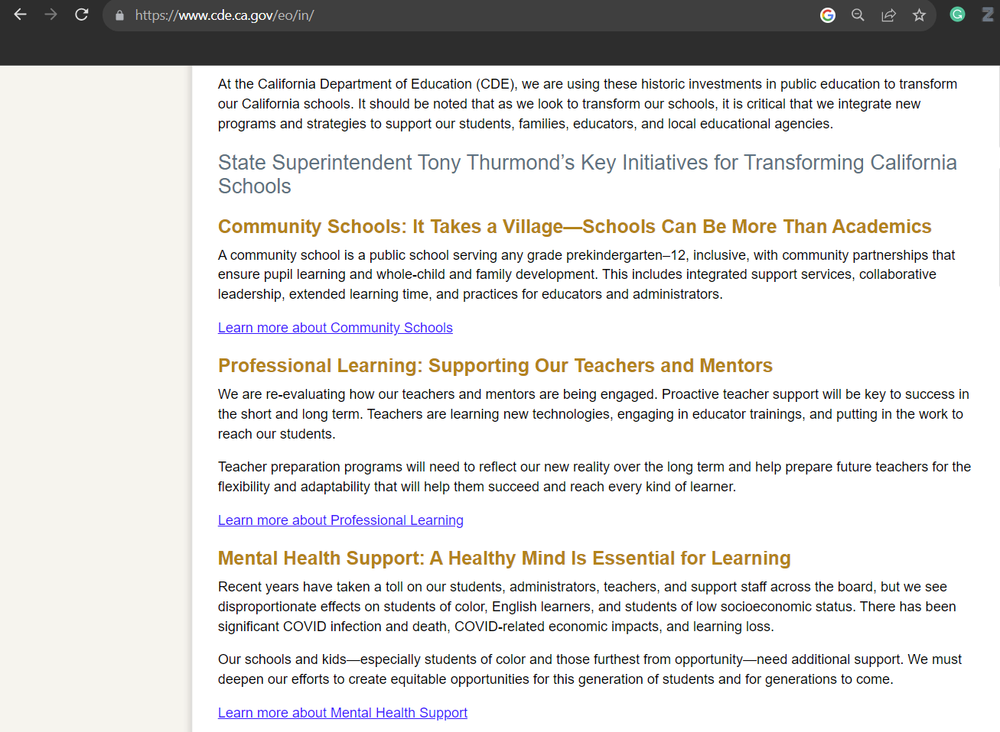 https://www.cde.ca.gov/eo/in/
At the California Department of Education (CDE), we are using these historic investments in public education to transform
our California schools. It should be noted that as we look to transform our schools, it is critical that we integrate new
programs and strategies to support our students, families, educators, and local educational agencies.
State Superintendent Tony Thurmond’s Key Initiatives for Transforming California
Schools
Community Schools: It Takes a Village—Schools Can Be More Than Academics
A community school is a public school serving any grade prekindergarten–12, inclusive, with community partnerships that
ensure pupil learning and whole-child and family development. This includes integrated support services, collaborative
leadership, extended learning time, and practices for educators and administrators.
Learn more about Community Schools
Professional Learning: Supporting Our Teachers and Mentors
We are re-evaluating how our teachers and mentors are being engaged. Proactive teacher support will be key to success in
the short and long term. Teachers are learning new technologies, engaging in educator trainings, and putting in the work to
reach our students.
Teacher preparation programs will need to reflect our new reality over the long term and help prepare future teachers for the
flexibility and adaptability that will help them succeed and reach every kind of learner.
Learn more about Professional Learning
Mental Health Support: A Healthy Mind Is Essential for Learning
Recent years have taken a toll on our students, administrators, teachers, and support staff across the board, but we see
disproportionate effects on students of color, English learners, and students of low socioeconomic status. There has been
significant COVID infection and death, COVID-related economic impacts, and learning loss.
Our schools and kids—especially students of color and those furthest from opportunity—need additional support. We must
deepen our efforts to create equitable opportunities for this generation of students and for generations to come.
Learn more about Mental Health Support